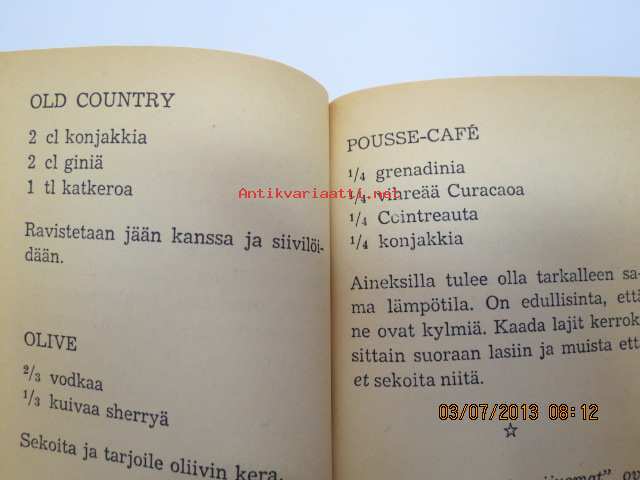 OLD COUNTRY
2 cl konjakkia
2 cl giniä
1 tl katkeroa
Ravistetaan jään kanssa ja siivilöi-
dään.
OLIVE
2/3 vodkaa
1/3 kuivaa sherryä
Sekoita ja tarjoile oliivin kera.
POUSSE-CAFÉ
1/4 grenadinia
1/4 vihreää Curacaoa
1/4 Cointreauta
1/4 konjakkia
Aineksilla tulee olla tarkalleen sa-
ma lämpötila. On edullisinta, että
ne ovat kylmiä. Kaada lajit kerrok-
sittain suoraan lasiin ja muista ett
et sekoita niitä.
Antikvariaatti.net
03/07/2013 08:12